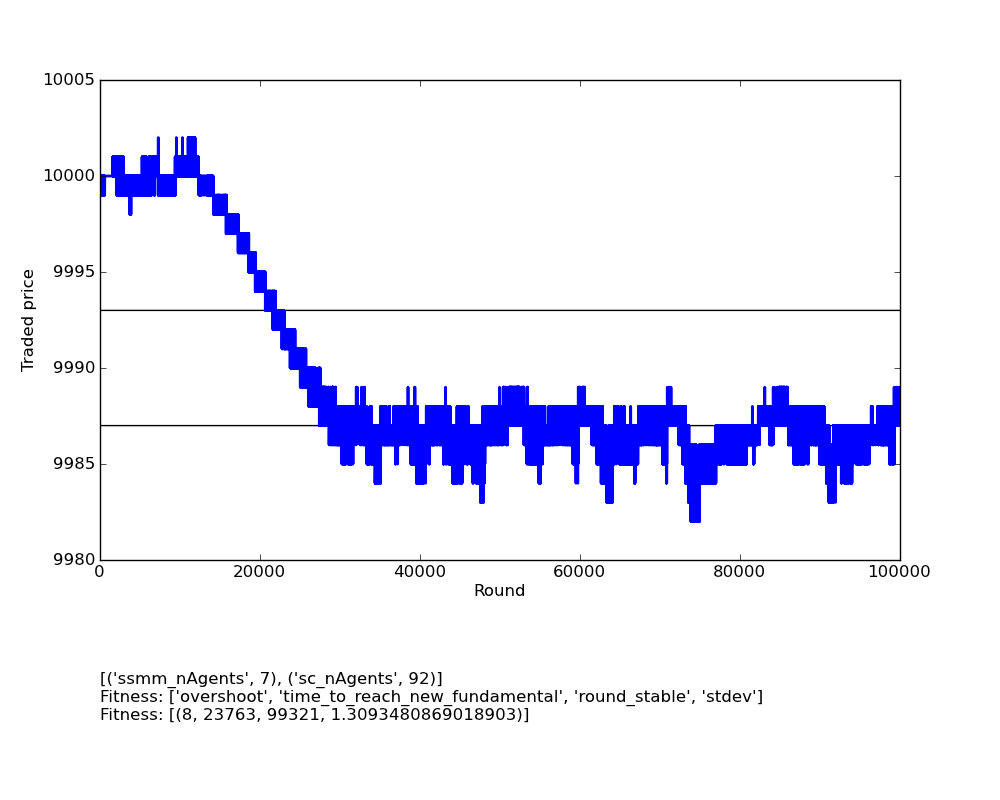 10005
10000
9995
9990
9985
9980
Traded price
0 20000 40000 60000 80000 100000
Round
[('ssmm_nAgents', 7), ('sc_nAgents', 92)]
Fitness: ['overshoot', 'time_to_reach_new_fundamental', 'round_stable', 'stdev']
Fitness: [(8, 23763, 99321, 1.3093480869018903)]